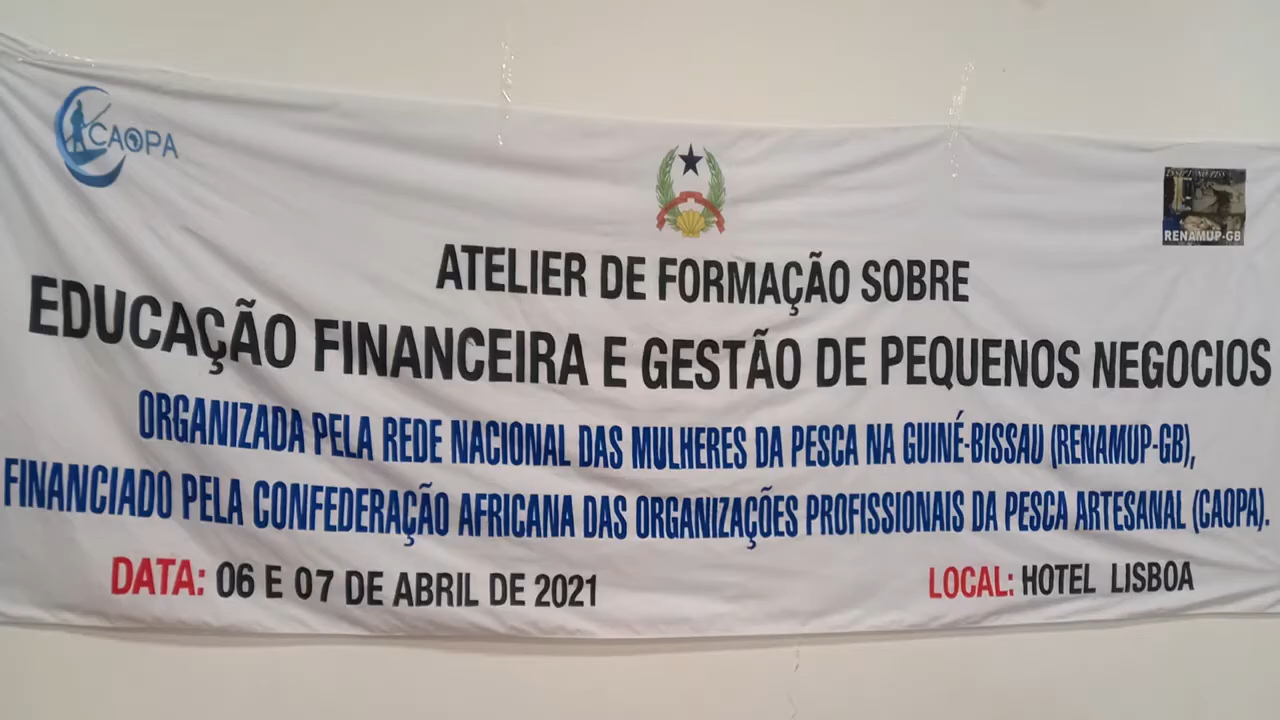 CAOPA
RENAMUP-GB
ATELIER DE FORMAÇÃO SOBRE
EDUCAÇÃO FINANCEIRA E GESTÃO DE PEQUENOS NEGOCIOS
ORGANIZADA PELA REDE NACIONAL DAS MULHERES DA PESCA NA GUINÉ-BISSAU (RENAMUP-GB),
FINANCIADO PELA CONFEDERAÇÃO AFRICANA DAS ORGANIZAÇÕES PROFISSIONAIS DA PESCA ARTESANAL (CAOPA).
DATA: 06 E 07 DE ABRIL DE 2021
LOCAL: HOTEL LISBOA